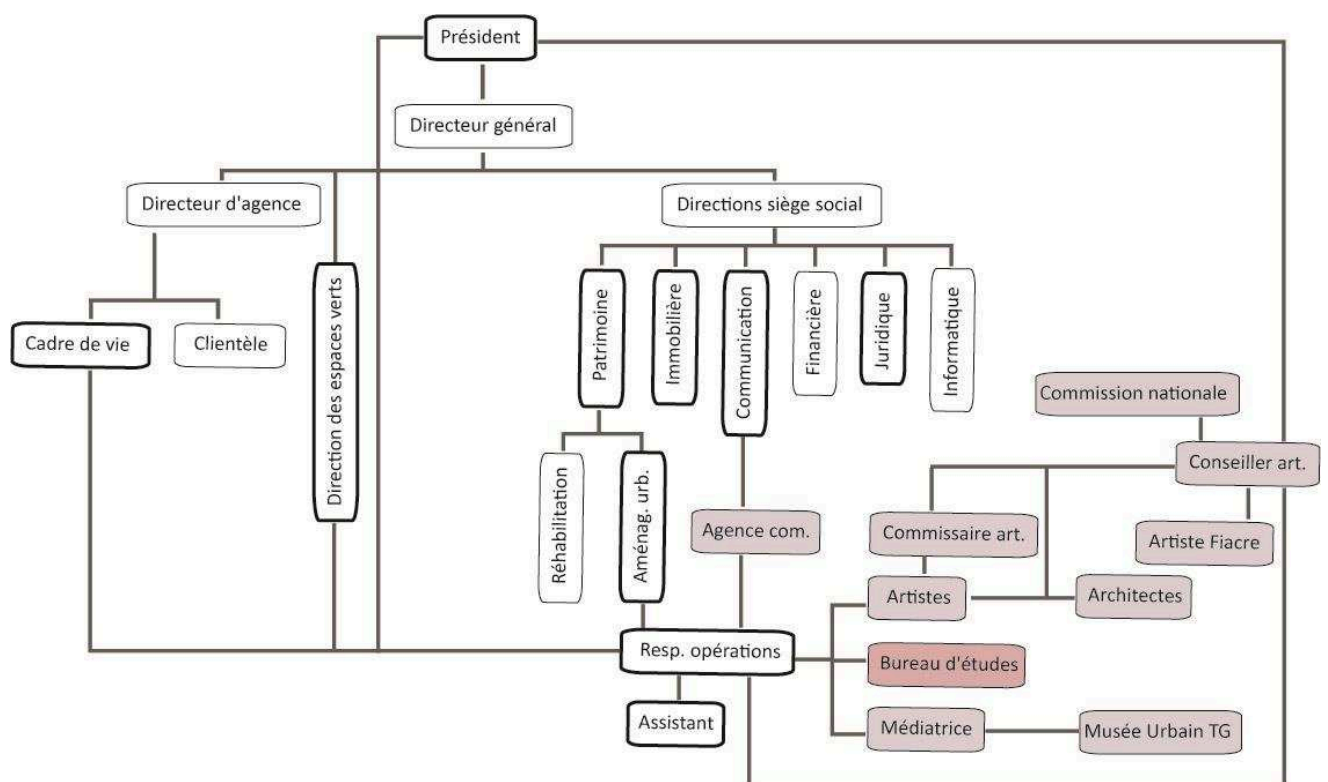 Président
Directeur général
Directeur d'agence
Directions siège social
Cadre de vie
Clientèle
Direction des espaces verts
Patrimoine
Immobilière
Communication
Financière
Juridique
Informatique
Réhabilitation
Aménag. urb.
Agence com.
Commission nationale
Conseiller art.
Commissaire art.
Artiste Fiacre
Artistes
Architectes
Resp. opérations
Bureau d'études
Assistant
Médiatrice
Musée Urbain TG